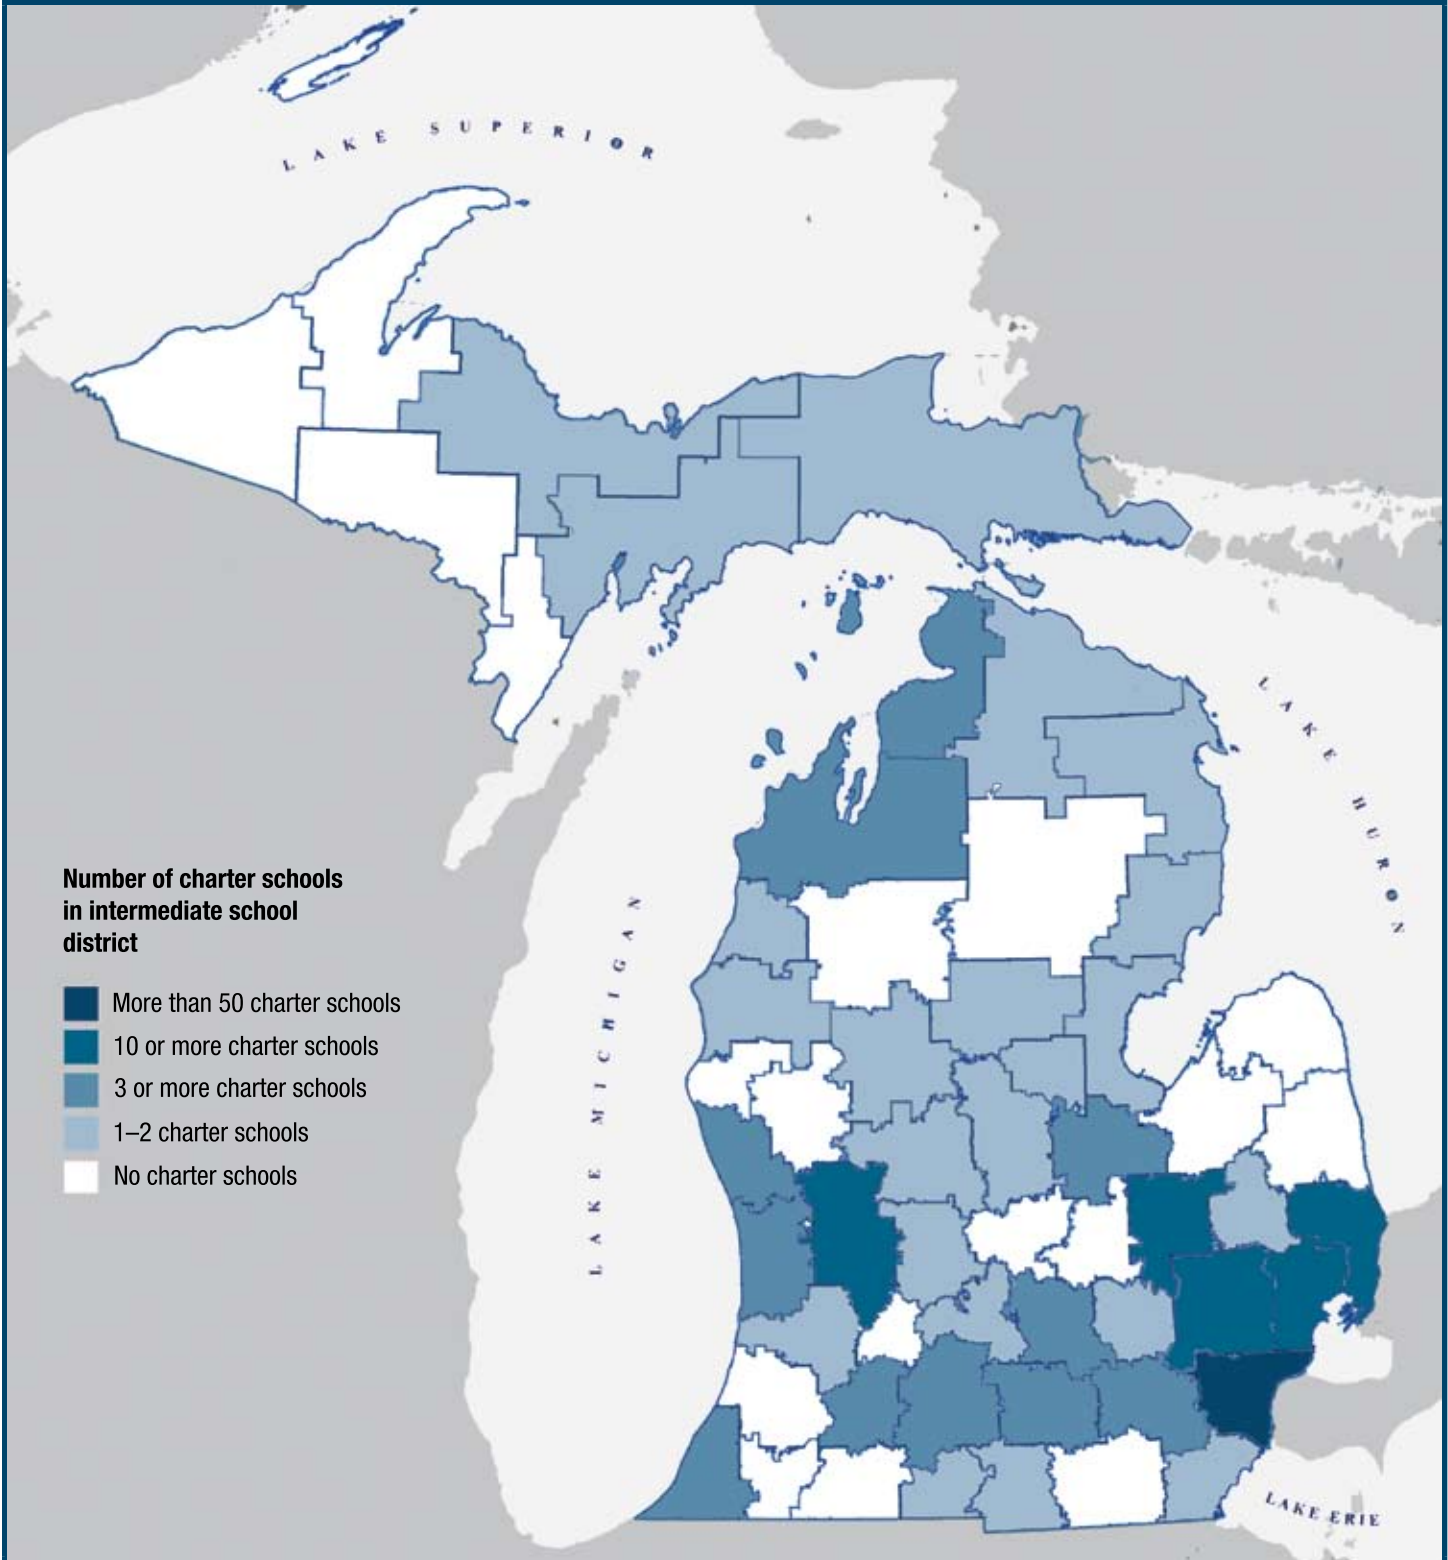 LAKE SUPERIOR
LAKE HURON
LAKE MICHIGAN
Number of charter schools
in intermediate school
district
More than 50 charter schools
10 or more charter schools
3 or more charter schools
1–2 charter schools
No charter schools
LAKE ERIE